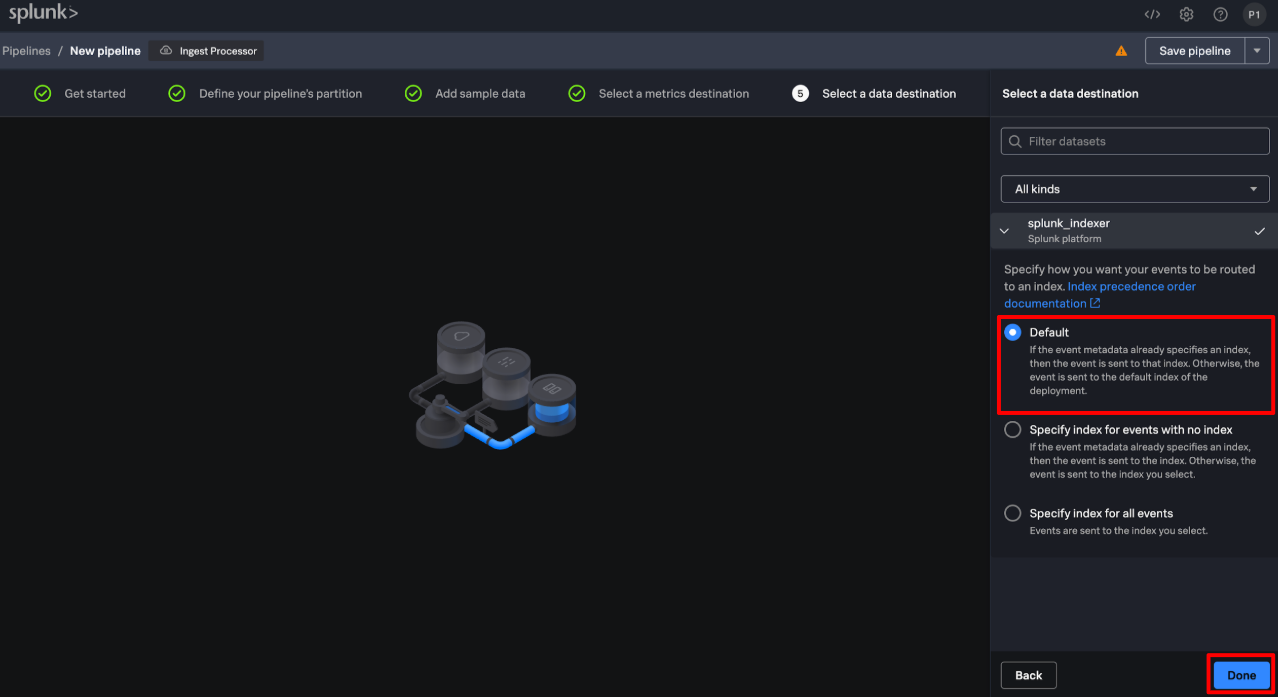 splunk>
</> P1
Pipelines / New pipeline Ingest Processor
Save pipeline
Get started
Define your pipeline's partition
Add sample data
Select a metrics destination
5 Select a data destination
Select a data destination
Filter datasets
All kinds
splunk_indexer
Splunk platform
Specify how you want your events to be routed
to an index. Index precedence order
documentation
Default
If the event metadata already specifies an index,
then the event is sent to that index. Otherwise, the
event is sent to the default index of the
deployment.
Specify index for events with no index
If the event metadata already specifies an index,
then the event is sent to the index. Otherwise, the
event is sent to the index you select.
Specify index for all events
Events are sent to the index you select.
Back
Done